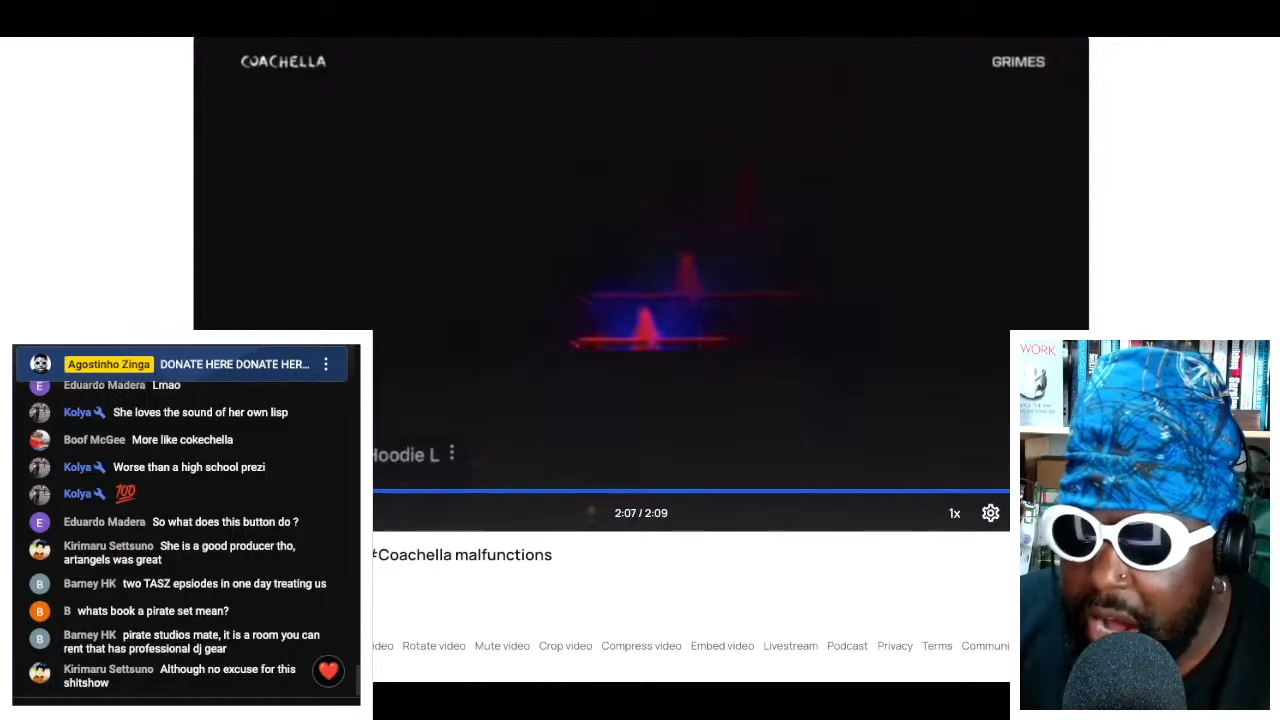 COACHELLA
GRIMES
WORK
Agostinho Zinga DONATE HERE DONATE HER...
Eduardo Madera Lmao
Kolya She loves the sound of her own lisp
Boof McGee More like cokechella
Kolya Worse than a high school prezi
Kolya 💯
Eduardo Madera So what does this button do ?
Kirimaru Settsuno She is a good producer tho,
artangels was great
Barney HK two TASZ epsiodes in one day treating us
B whats book a pirate set mean?
Barney HK pirate studios mate, it is a room you can
rent that has professional dj gear
Kirimaru Settsuno Although no excuse for this
shitshow
Hoodie L
2:07 / 2:09
1x
#Coachella malfunctions
ideo Rotate video Mute video Crop video Compress video Embed video Livestream Podcast Privacy Terms Communi